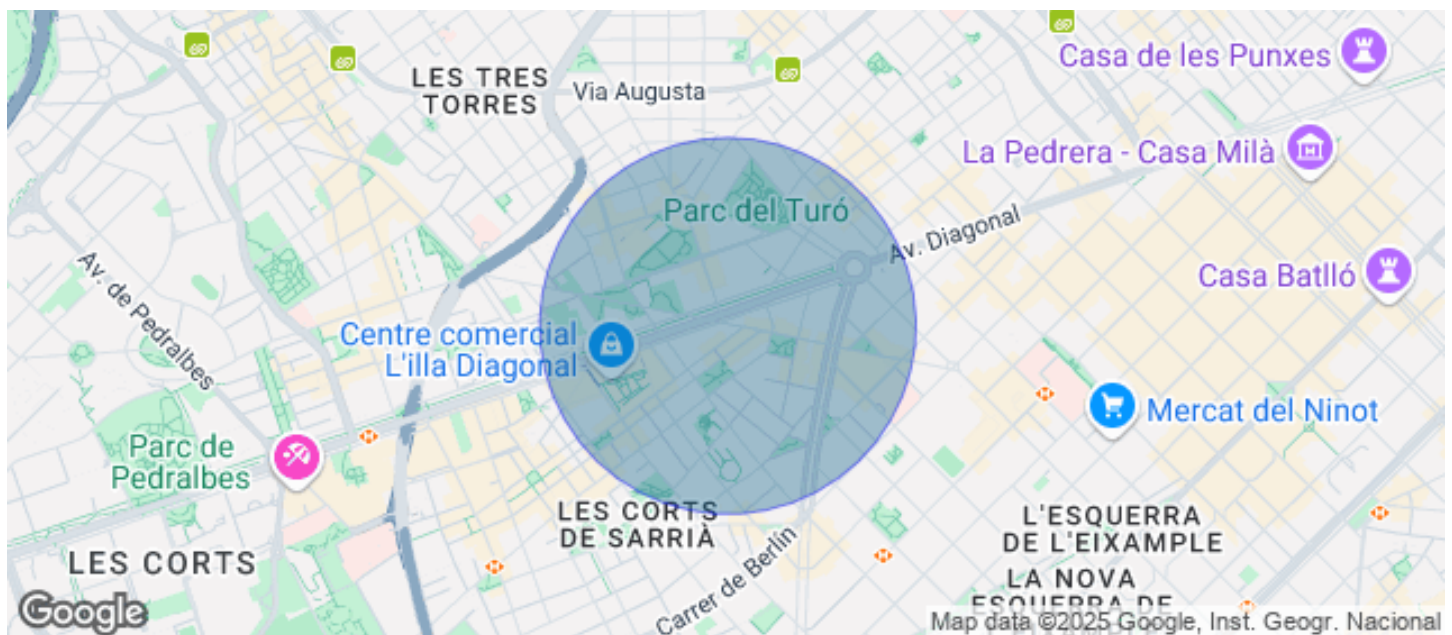 Casa de les Punxes
LES TRES
TORRES
Via Augusta
La Pedrera - Casa Milà
Parc del Turó
Av. Diagonal
Av. de Pedralbes
Casa Batlló
Centre comercial
L'illa Diagonal
Mercat del Ninot
Parc de
Pedralbes
LES CORTS
DE SARRIÀ
L'ESQUERRA
DE L'EIXAMPLE
LES CORTS
Carrer de Berlín
LA NOVA
ESQUERRA DE
Google
Map data ©2025 Google, Inst. Geogr. Nacional